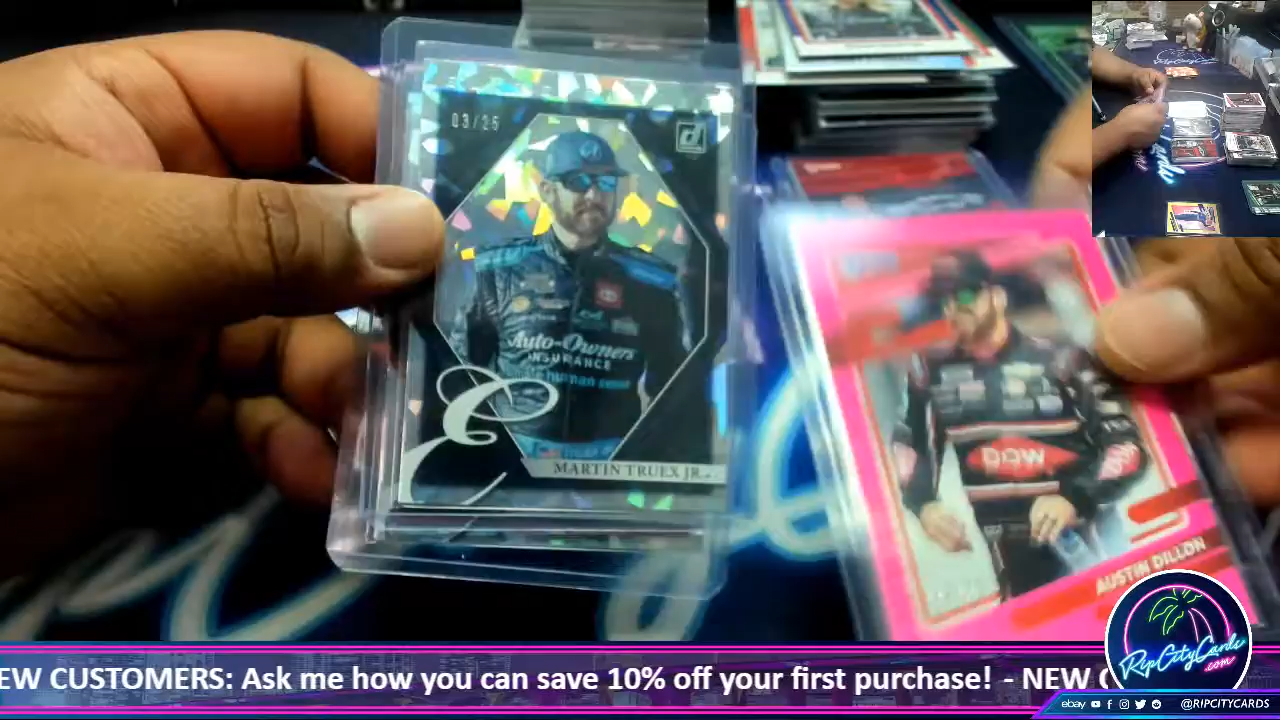 03/25
Auto-Owners
INSURANCE
MARTIN TRUEX JR.
DOW
AUSTIN DILLON
RipCityCards
.com
EW CUSTOMERS: Ask me how you can save 10% off your first purchase! - NEW C
ebay @RIPCITYCARDS